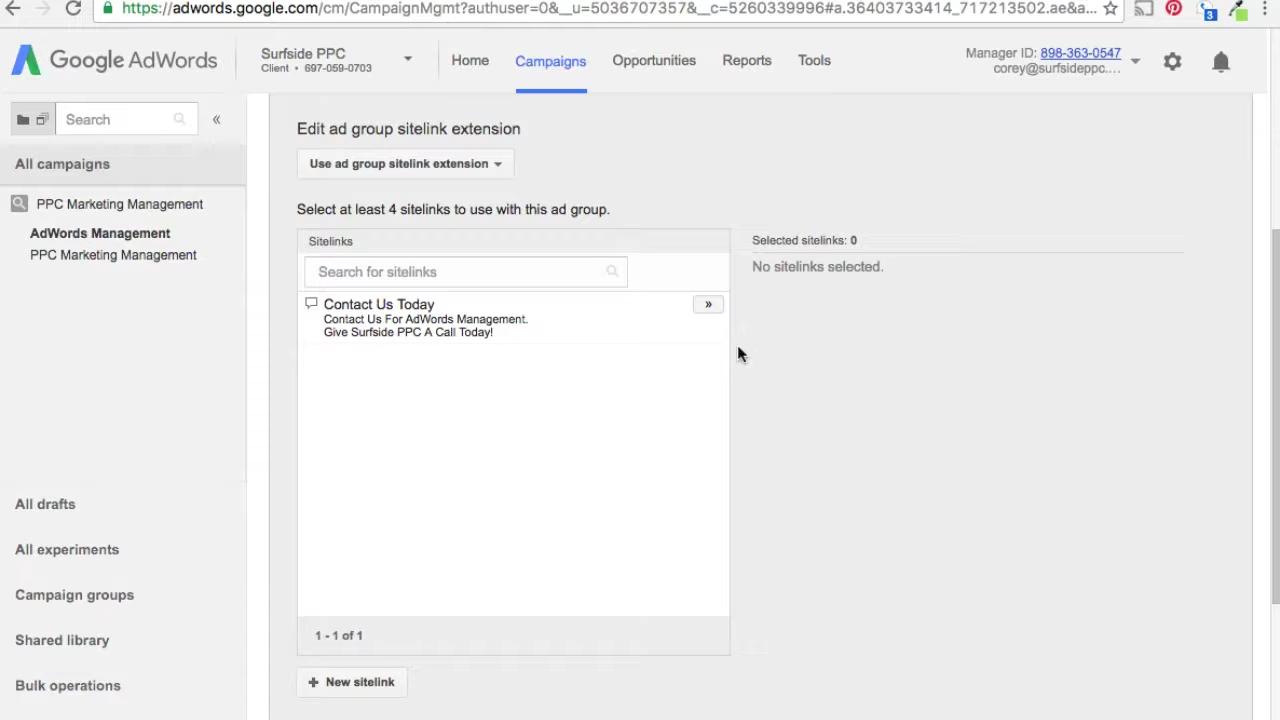 https://adwords.google.com/cm/CampaignMgmt?authuser=0&__u=5036707357&__c=5260339996#a.36403733414_717213502.ae&a...
3
Google AdWords
Surfside PPC
Client • 697-059-0703
Home
Campaigns
Opportunities
Reports
Tools
Manager ID: 898-363-0547
corey@surfsideppc....
Search
«
All campaigns
PPC Marketing Management
AdWords Management
PPC Marketing Management
All drafts
All experiments
Campaign groups
Shared library
Bulk operations
Edit ad group sitelink extension
Use ad group sitelink extension
Select at least 4 sitelinks to use with this ad group.
Sitelinks
Search for sitelinks
Contact Us Today
»
Contact Us For AdWords Management.
Give Surfside PPC A Call Today!
1 - 1 of 1
+ New sitelink
Selected sitelinks: 0
No sitelinks selected.